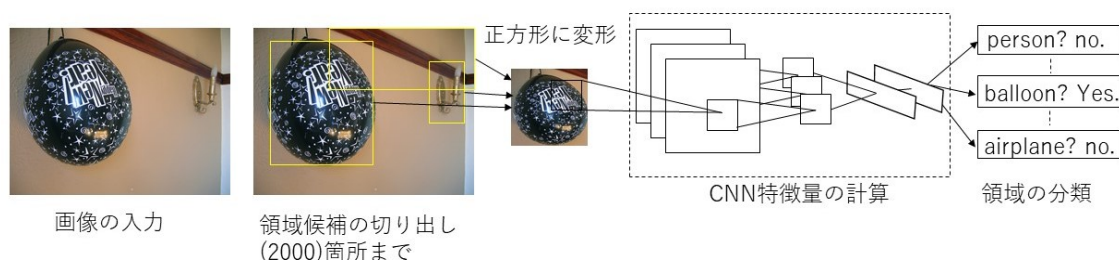 正方形に変形
person? no.
balloon? Yes.
airplane? no.
画像の入力
領域候補の切り出し
(2000)箇所まで
CNN特徴量の計算
領域の分類